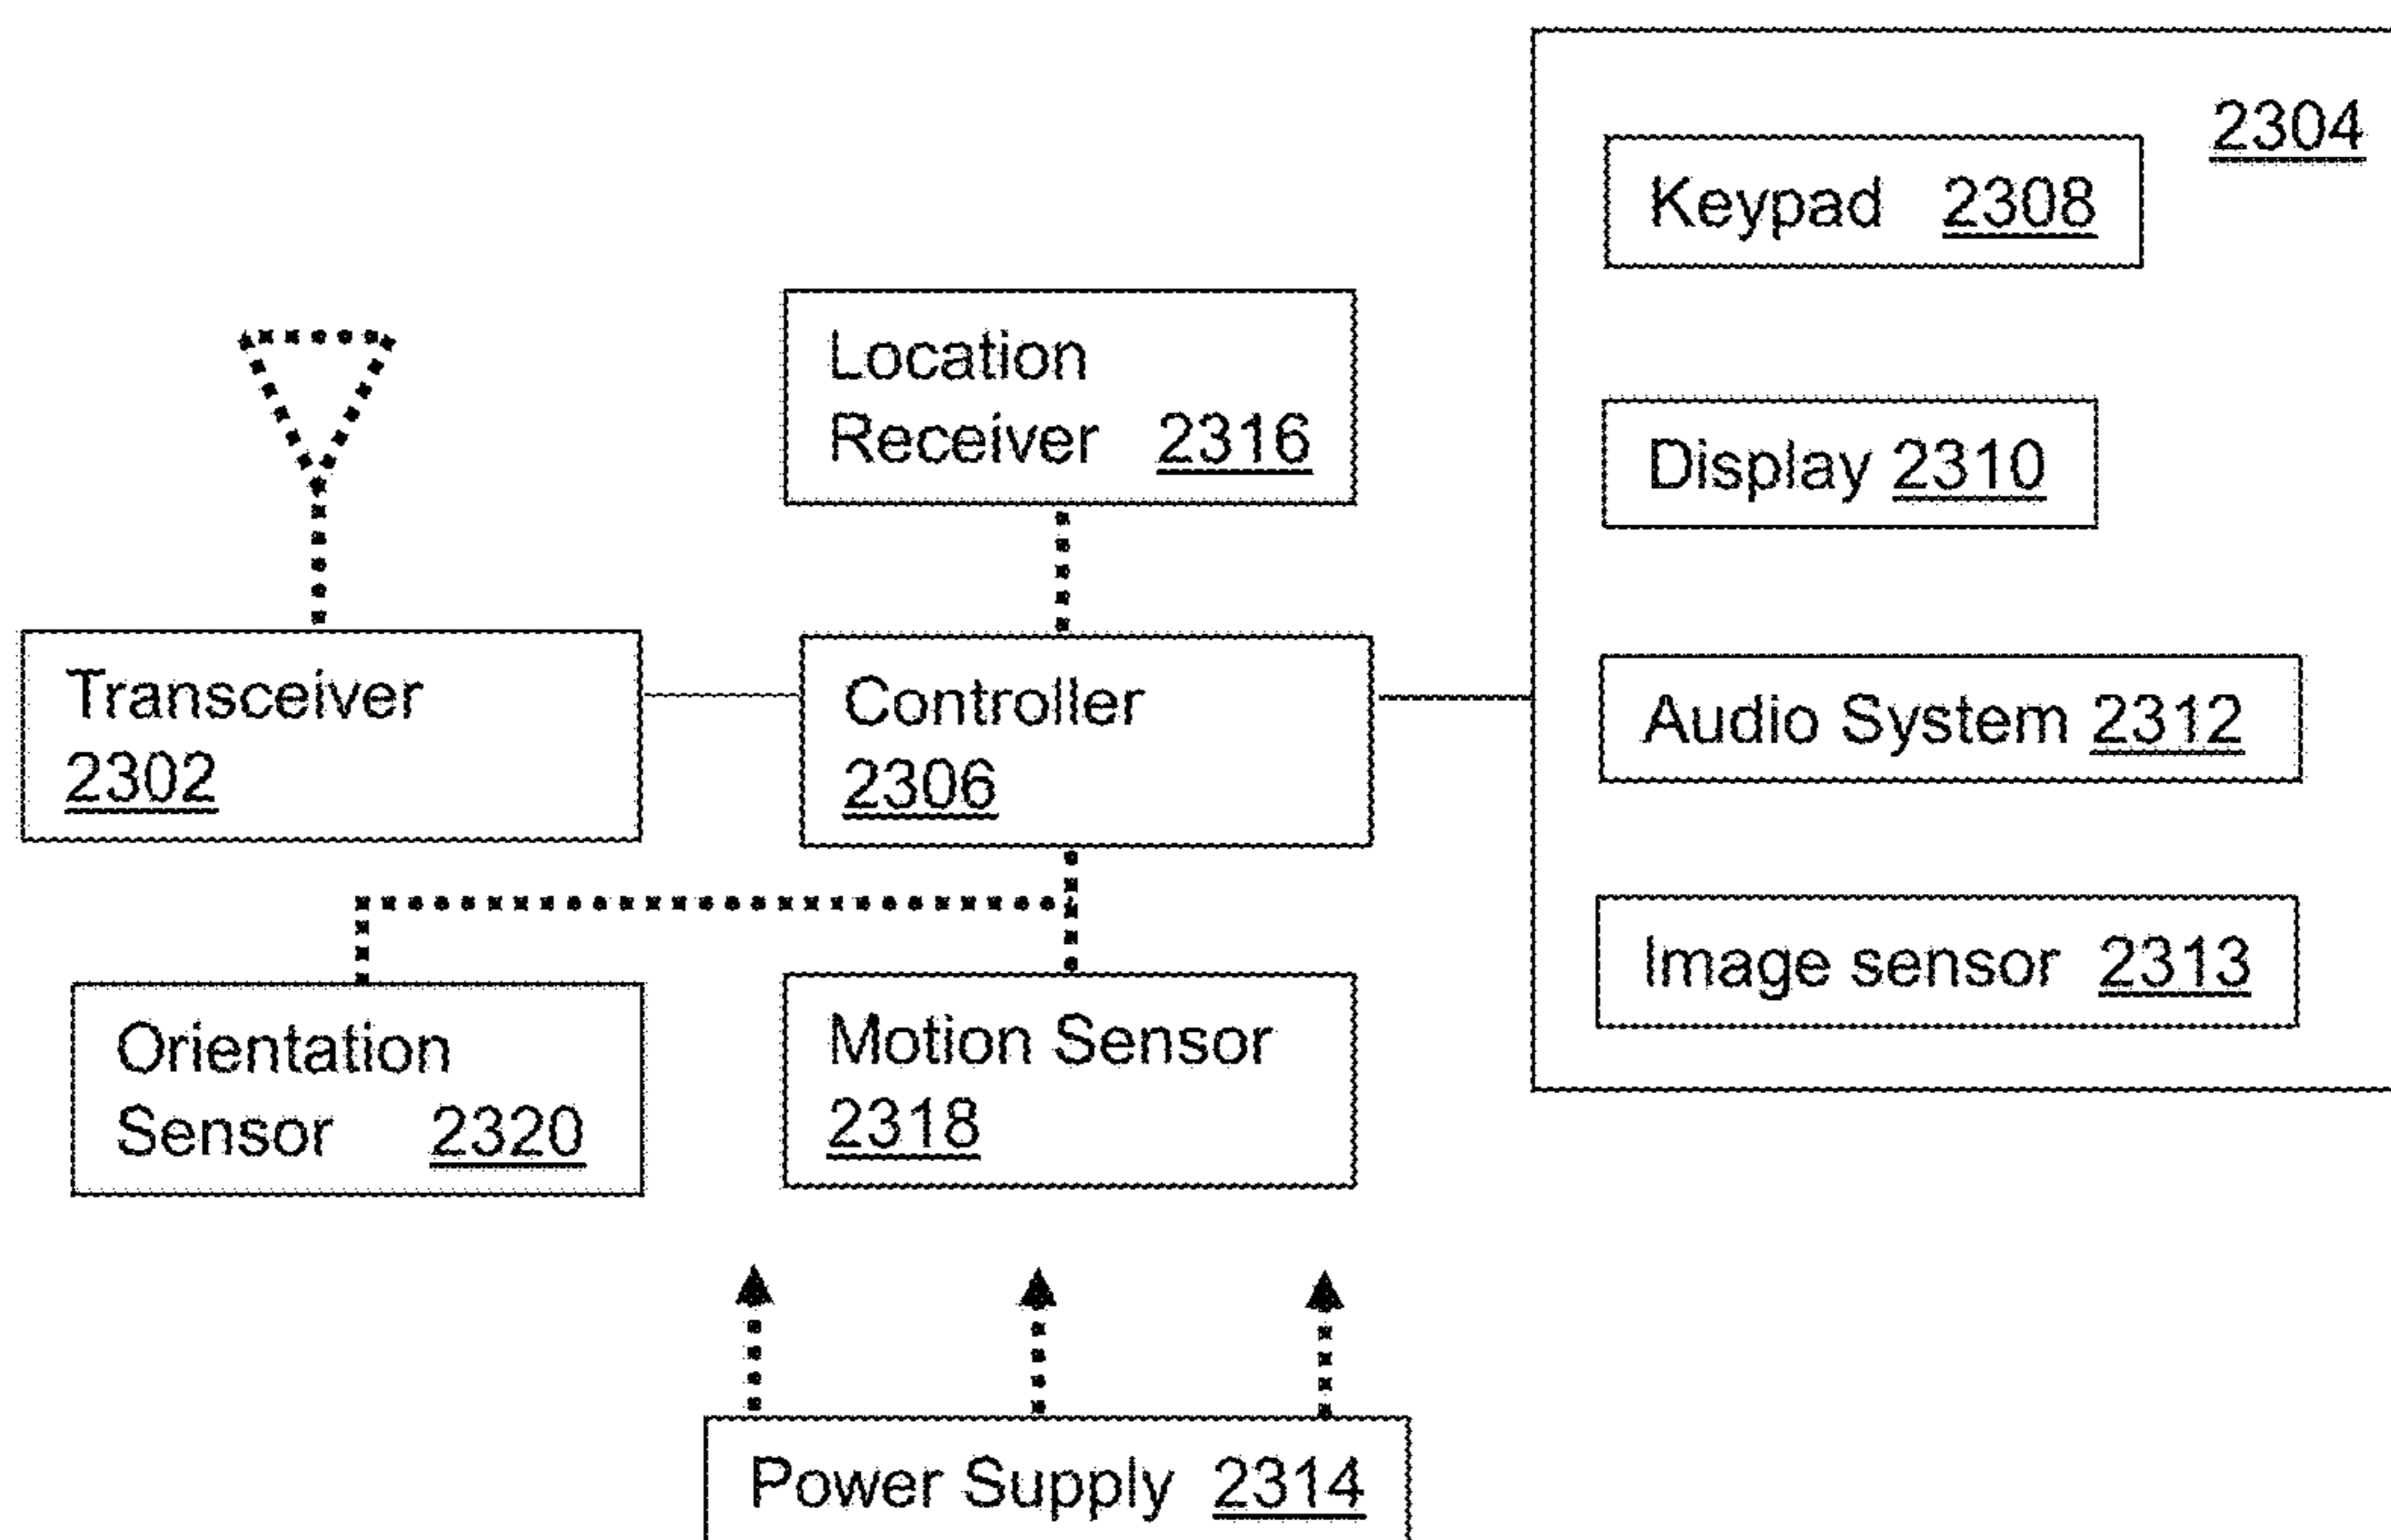 2304
Keypad 2308
Location
Receiver 2316
Display 2310
Transceiver
2302
Controller
2306
Audio System 2312
Image sensor 2313
Orientation
Sensor 2320
Motion Sensor
2318
Power Supply 2314